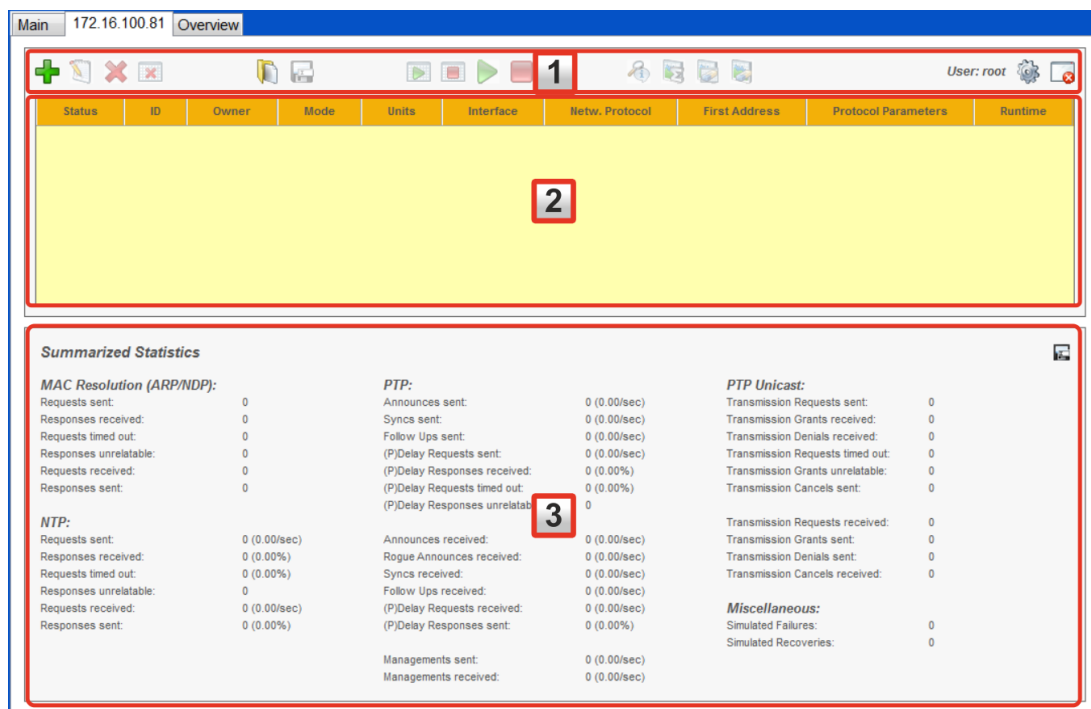 Main 172.16.100.81 Overview
1 User: root
Status ID Owner Mode Units Interface Netw. Protocol First Address Protocol Parameters Runtime
2
Summarized Statistics
MAC Resolution (ARP/NDP):
Requests sent: 0
Responses received: 0
Requests timed out: 0
Responses unrelatable: 0
Requests received: 0
Responses sent: 0
NTP:
Requests sent: 0 (0.00/sec)
Responses received: 0 (0.00%)
Requests timed out: 0 (0.00%)
Responses unrelatable: 0
Requests received: 0 (0.00/sec)
Responses sent: 0 (0.00%)
PTP:
Announces sent: 0 (0.00/sec)
Syncs sent: 0 (0.00/sec)
Follow Ups sent: 0 (0.00/sec)
(P)Delay Requests sent: 0 (0.00/sec)
(P)Delay Responses received: 0 (0.00%)
(P)Delay Requests timed out: 0 (0.00%)
(P)Delay Responses unrelatab 0
3
Announces received: 0 (0.00/sec)
Rogue Announces received: 0 (0.00/sec)
Syncs received: 0 (0.00/sec)
Follow Ups received: 0 (0.00/sec)
(P)Delay Requests received: 0 (0.00/sec)
(P)Delay Responses sent: 0 (0.00%)
Managements sent: 0 (0.00/sec)
Managements received: 0 (0.00/sec)
PTP Unicast:
Transmission Requests sent: 0
Transmission Grants received: 0
Transmission Denials received: 0
Transmission Requests timed out: 0
Transmission Grants unrelatable: 0
Transmission Cancels sent: 0
Transmission Requests received: 0
Transmission Grants sent: 0
Transmission Denials sent: 0
Transmission Cancels received: 0
Miscellaneous:
Simulated Failures: 0
Simulated Recoveries: 0